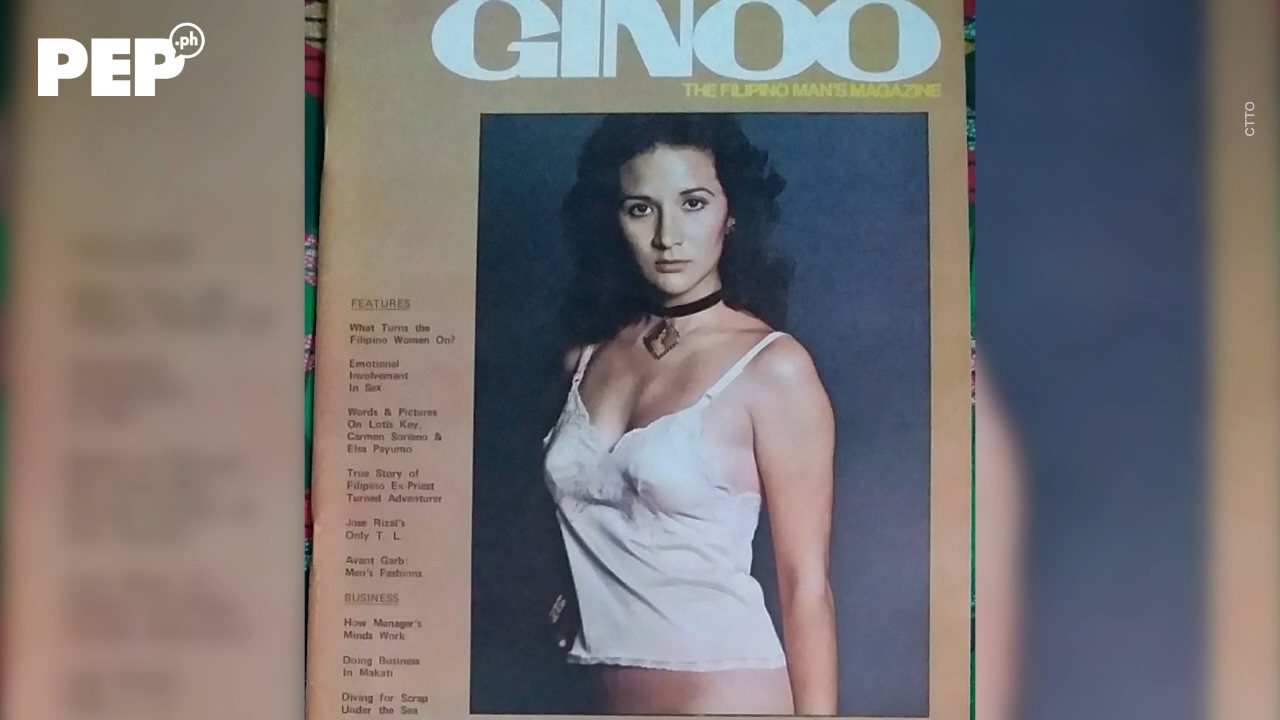 PEP.ph
GINOO
THE FILIPINO MAN'S MAGAZINE
CTTO
FEATURES
What Turns the
Filipino Women On?
Emotional
Involvement
In Sex
Words & Pictures
On Lotis Key,
Carmen Soriano &
Elsa Payumo
True Story of
Filipino Ex-Priest
Turned Adventurer
Jose Rizal's
Only T. L.
Avant Garb:
Men's Fashions
BUSINESS
How Manager's
Minds Work
Doing Business
In Makati
Diving for Scrap
Under the Sea